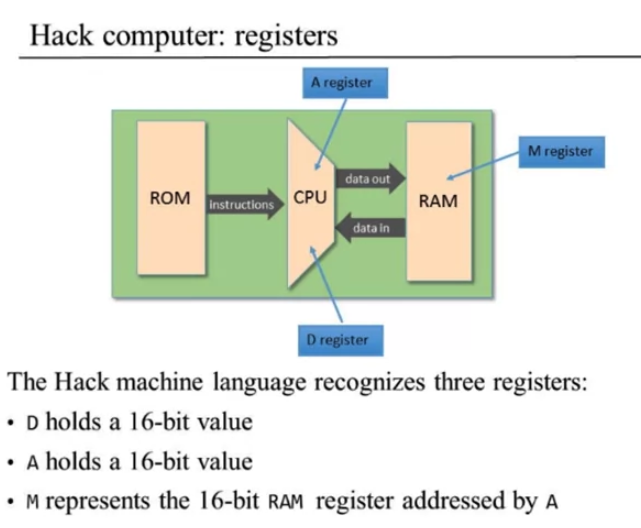 Hack computer: registers
A register
M register
ROM
instructions
CPU
data out
data in
RAM
D register
The Hack machine language recognizes three registers:
• D holds a 16-bit value
• A holds a 16-bit value
• M represents the 16-bit RAM register addressed by A